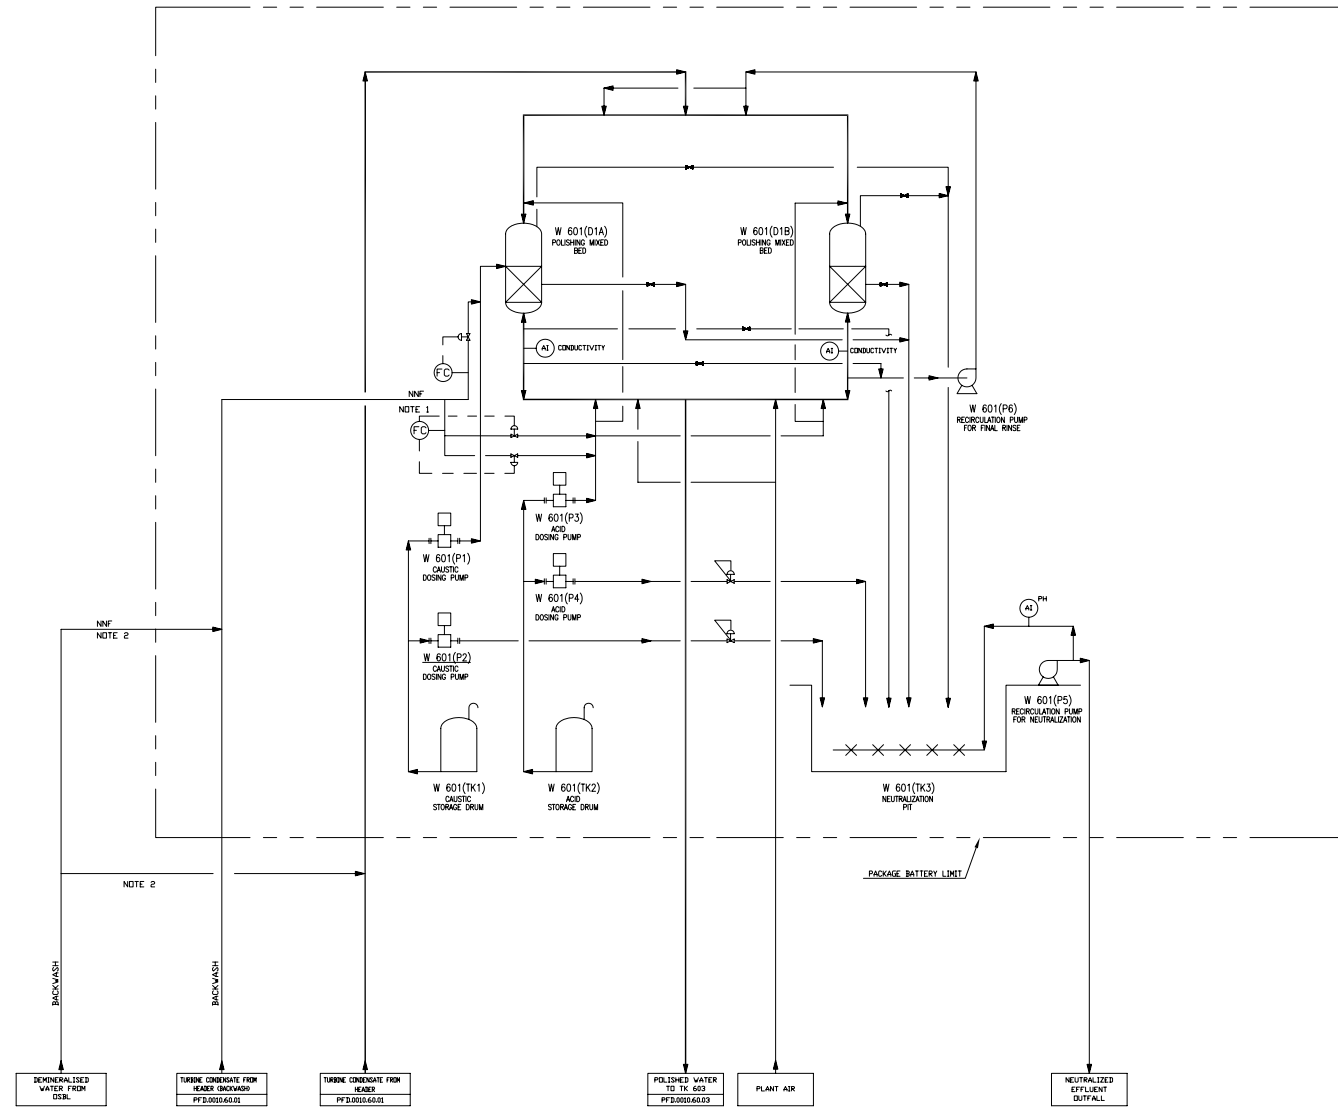 W 601(D1A)
POLISHING MIXED
BED
W 601(D1B)
POLISHING MIXED
BED
AI
CONDUCTIVITY
AI
CONDUCTIVITY
FC
NNF
NOTE 1
FC
W 601(P6)
RECIRCULATION PUMP
FOR FINAL RINSE
W 601(P3)
ACID
DOSING PUMP
W 601(P1)
CAUSTIC
DOSING PUMP
W 601(P4)
ACID
DOSING PUMP
NNF
NOTE 2
W 601(P2)
CAUSTIC
DOSING PUMP
AI
PH
W 601(P5)
RECIRCULATION PUMP
FOR NEUTRALIZATION
W 601(TK1)
CAUSTIC
STORAGE DRUM
W 601(TK2)
ACID
STORAGE DRUM
W 601(TK3)
NEUTRALIZATION
PIT
NOTE 2
PACKAGE BATTERY LIMIT
BACKWASH
BACKWASH
DEMINERALISED
WATER FROM
OSBL
TURBINE CONDENSATE FROM
HEADER (BACKWASH)
PFD.0010.60.01
TURBINE CONDENSATE FROM
HEADER
PFD.0010.60.01
POLISHED WATER
TO TK 603
PFD.0010.60.03
PLANT AIR
NEUTRALIZED
EFFLUENT
OUTFALL